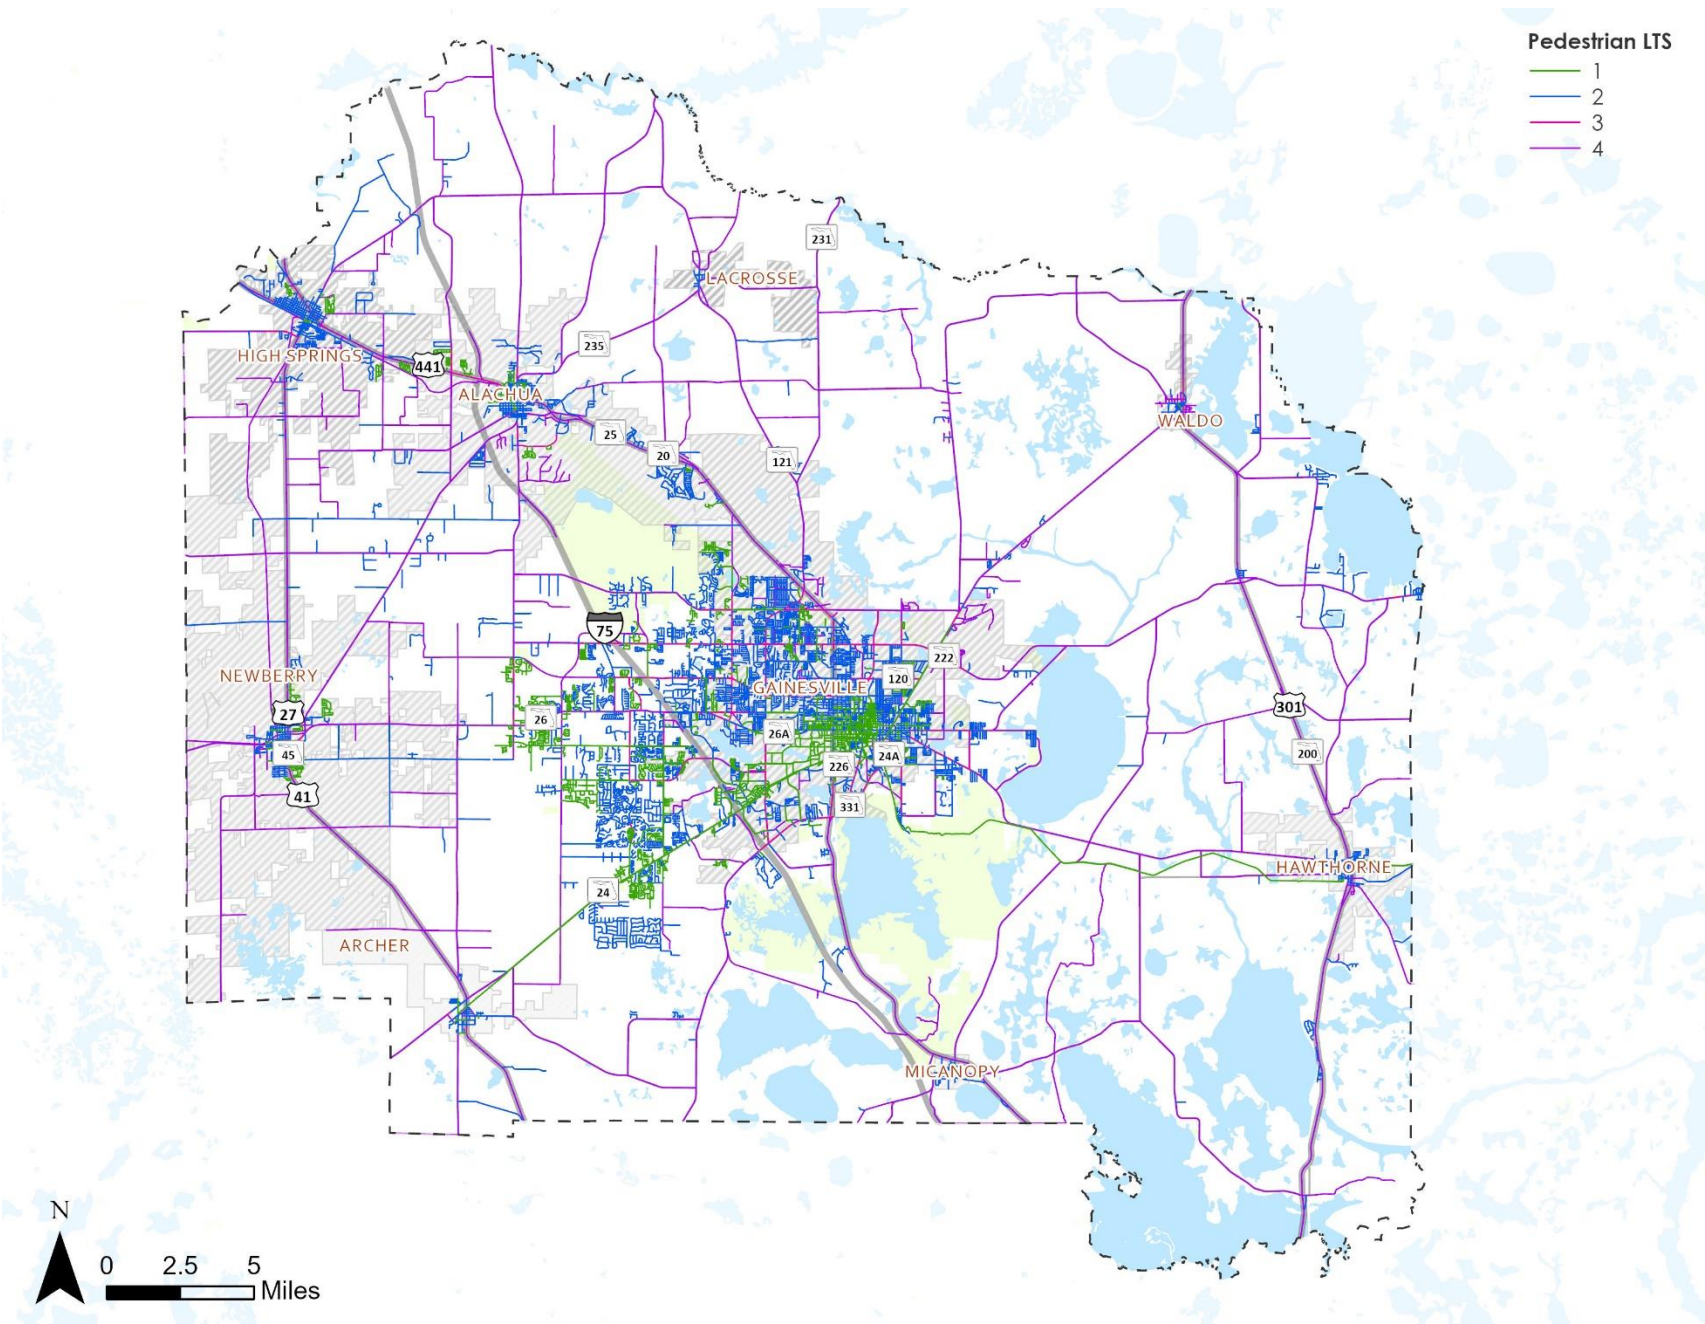 Pedestrian LTS
1
2
3
4
231
LACROSSE
235
HIGH SPRINGS
441
ALACHUA
WALDO
25
20
121
75
222
NEWBERRY
120
GAINESVILLE
27
26
301
26A
45
24A
200
226
41
331
HAWTHORNE
24
ARCHER
MICANOPY
N
0 2.5 5
Miles